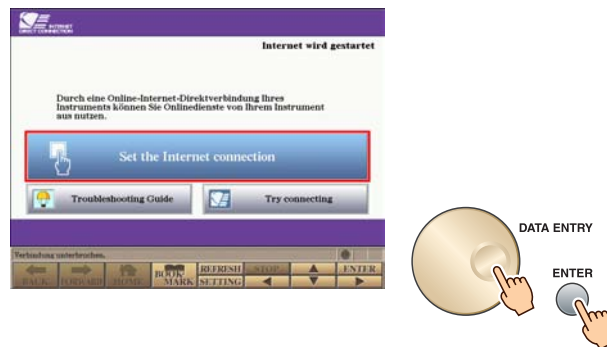 INTERNET
DIRECT CONNECTION
Internet wird gestartet
Durch eine Online-Internet-Direktverbindung Ihres
Instruments können Sie Onlinedienste von Ihrem Instrument
aus nutzen.
Set the Internet connection
Troubleshooting Guide
Try connecting
Verbindung unterbrochen.
BACK FORWARD HOME BOOK MARK REFRESH STOP ▲ ENTER
SETTING ◀ ▼ ▶
DATA ENTRY
ENTER